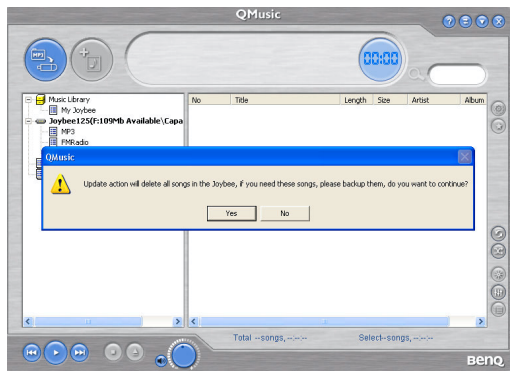 QMusic
MP3
00:00
Music Library
My Joybee
Joybee125(F:109Mb Available\Capa
MP3
FMRadio
No Title Length Size Artist Album
QMusic
Update action will delete all songs in the Joybee, if you need these songs, please backup them, do you want to continue?
Yes No
Total --songs, --:--:-- Select--songs, --:--:--
BenQ